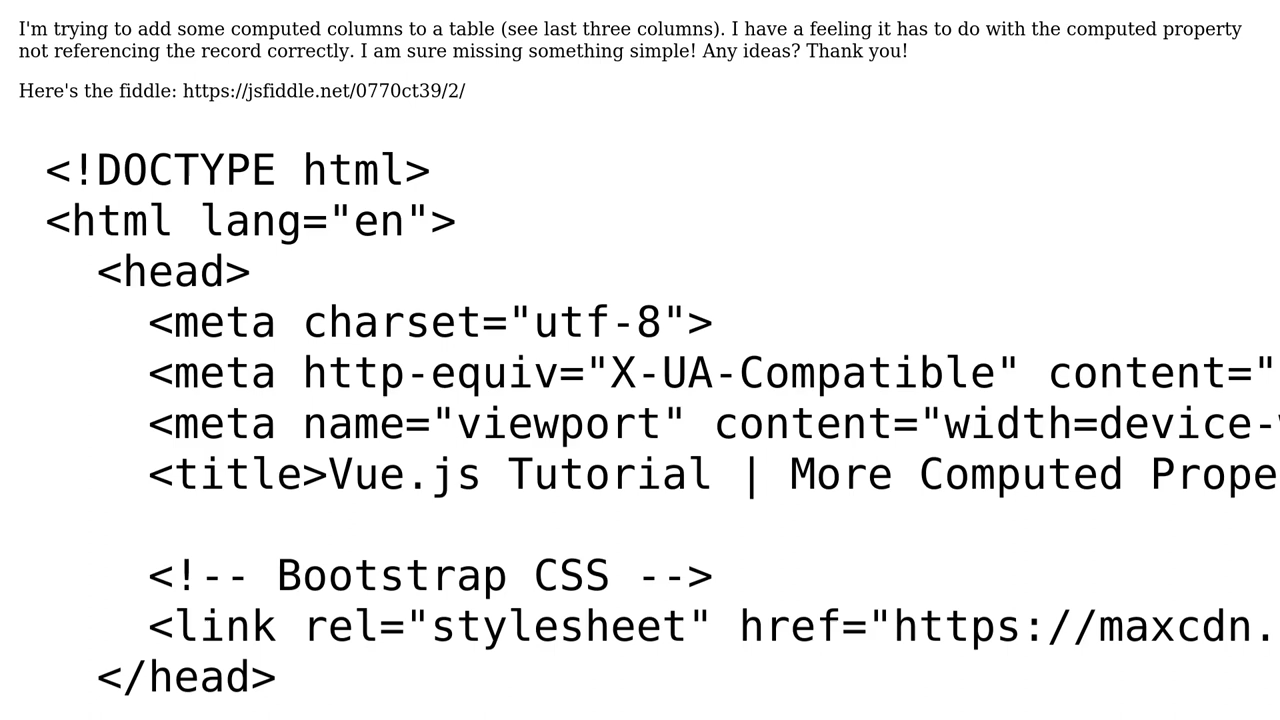 I'm trying to add some computed columns to a table (see last three columns). I have a feeling it has to do with the computed property
not referencing the record correctly. I am sure missing something simple! Any ideas? Thank you!
Here's the fiddle: https://jsfiddle.net/0770ct39/2/
<!DOCTYPE html>
<html lang="en">
<head>
<meta charset="utf-8">
<meta http-equiv="X-UA-Compatible" content="
<meta name="viewport" content="width=device-
<title>Vue.js Tutorial | More Computed Prope
<!-- Bootstrap CSS -->
<link rel="stylesheet" href="https://maxcdn.
</head>